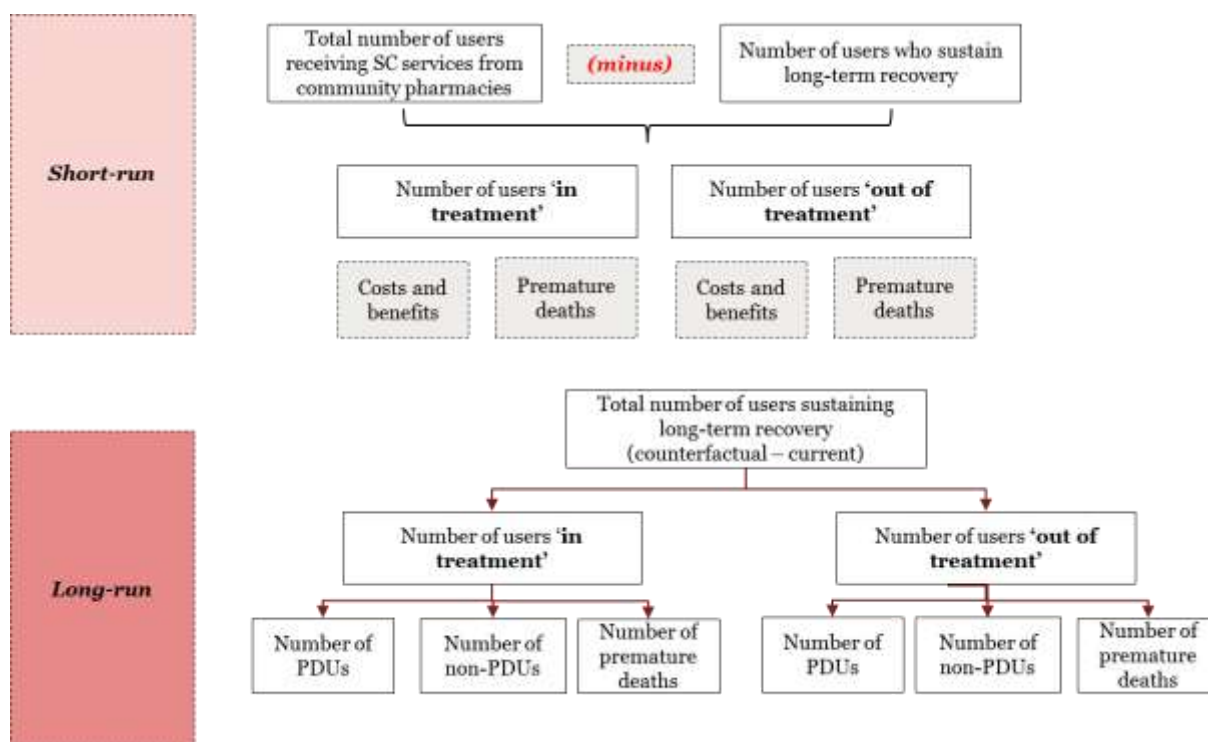 Short-run
Total number of users
receiving SC services from
community pharmacies
(minus)
Number of users who sustain
long-term recovery
Number of users ‘in
treatment’
Number of users ‘out of
treatment’
Costs and
benefits
Premature
deaths
Costs and
benefits
Premature
deaths
Long-run
Total number of users sustaining
long-term recovery
(counterfactual – current)
Number of users ‘in
treatment’
Number of users ‘out of
treatment’
Number of
PDUs
Number of
non-PDUs
Number of
premature
deaths
Number of
PDUs
Number of
non-PDUs
Number of
premature
deaths